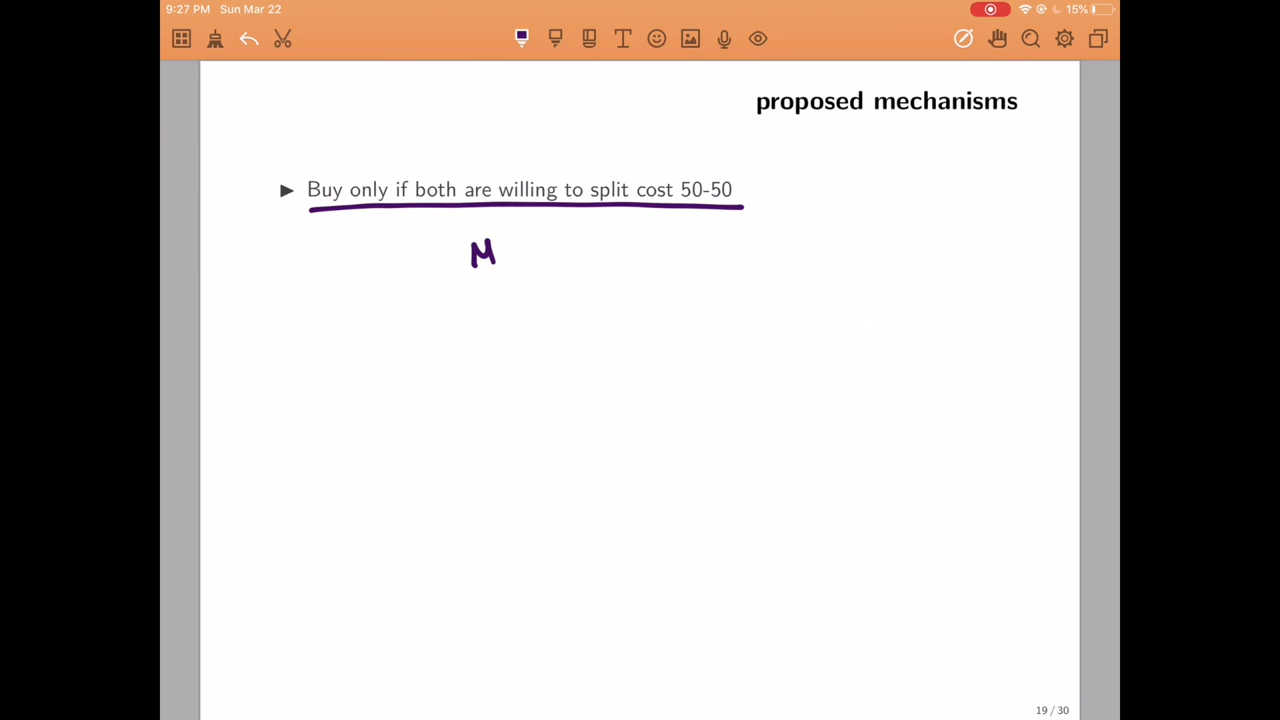 9:27 PM Sun Mar 22
15%
proposed mechanisms
▶ Buy only if both are willing to split cost 50-50
M
19 / 30